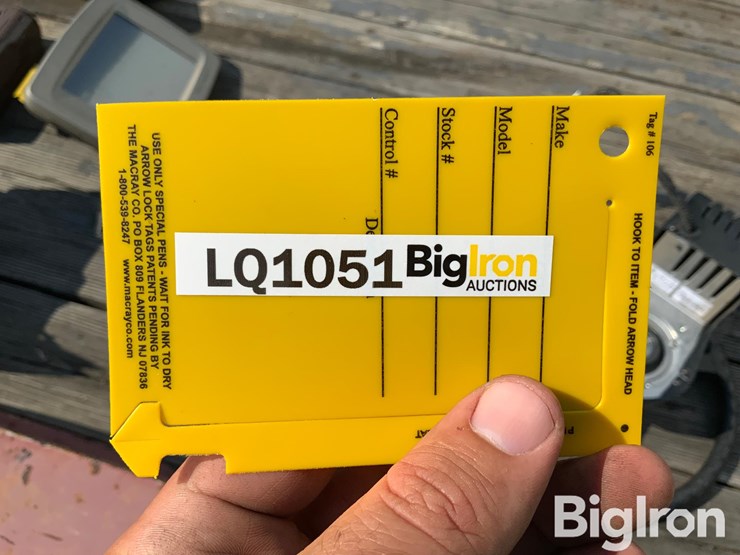 Tag # 106
HOOK TO ITEM - FOLD ARROW HEAD
Make
Model
Stock #
Control #
De
LQ1051 BigIron
AUCTIONS
USE ONLY SPECIAL PENS - WAIT FOR INK TO DRY
ARROW LOCK TAGS PATENTS PENDING BY
THE MACRAY CO. PO BOX 809 FLANDERS NJ 07836
1-800-539-8247 www.macrayco.com
BigIron